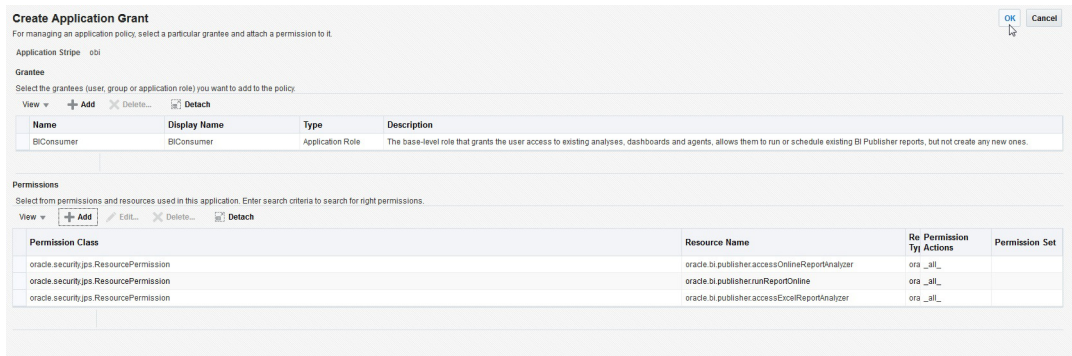 Create Application Grant
OK Cancel
For managing an application policy, select a particular grantee and attach a permission to it.
Application Stripe obi
Grantee
Select the grantees (user, group or application role) you want to add to the policy.
View Add Delete... Detach
Name Display Name Type Description
BIConsumer BIConsumer Application Role The base-level role that grants the user access to existing analyses, dashboards and agents, allows them to run or schedule existing BI Publisher reports, but not create any new ones.
Permissions
Select from permissions and resources used in this application. Enter search criteria to search for right permissions.
View Add Edit... Delete... Detach
Permission Class Resource Name Re Typ Permission Actions Permission Set
oracle.security.jps.ResourcePermission oracle.bi.publisher.accessOnlineReportAnalyzer ora _all_
oracle.security.jps.ResourcePermission oracle.bi.publisher.runReportOnline ora _all_
oracle.security.jps.ResourcePermission oracle.bi.publisher.accessExcelReportAnalyzer ora _all_